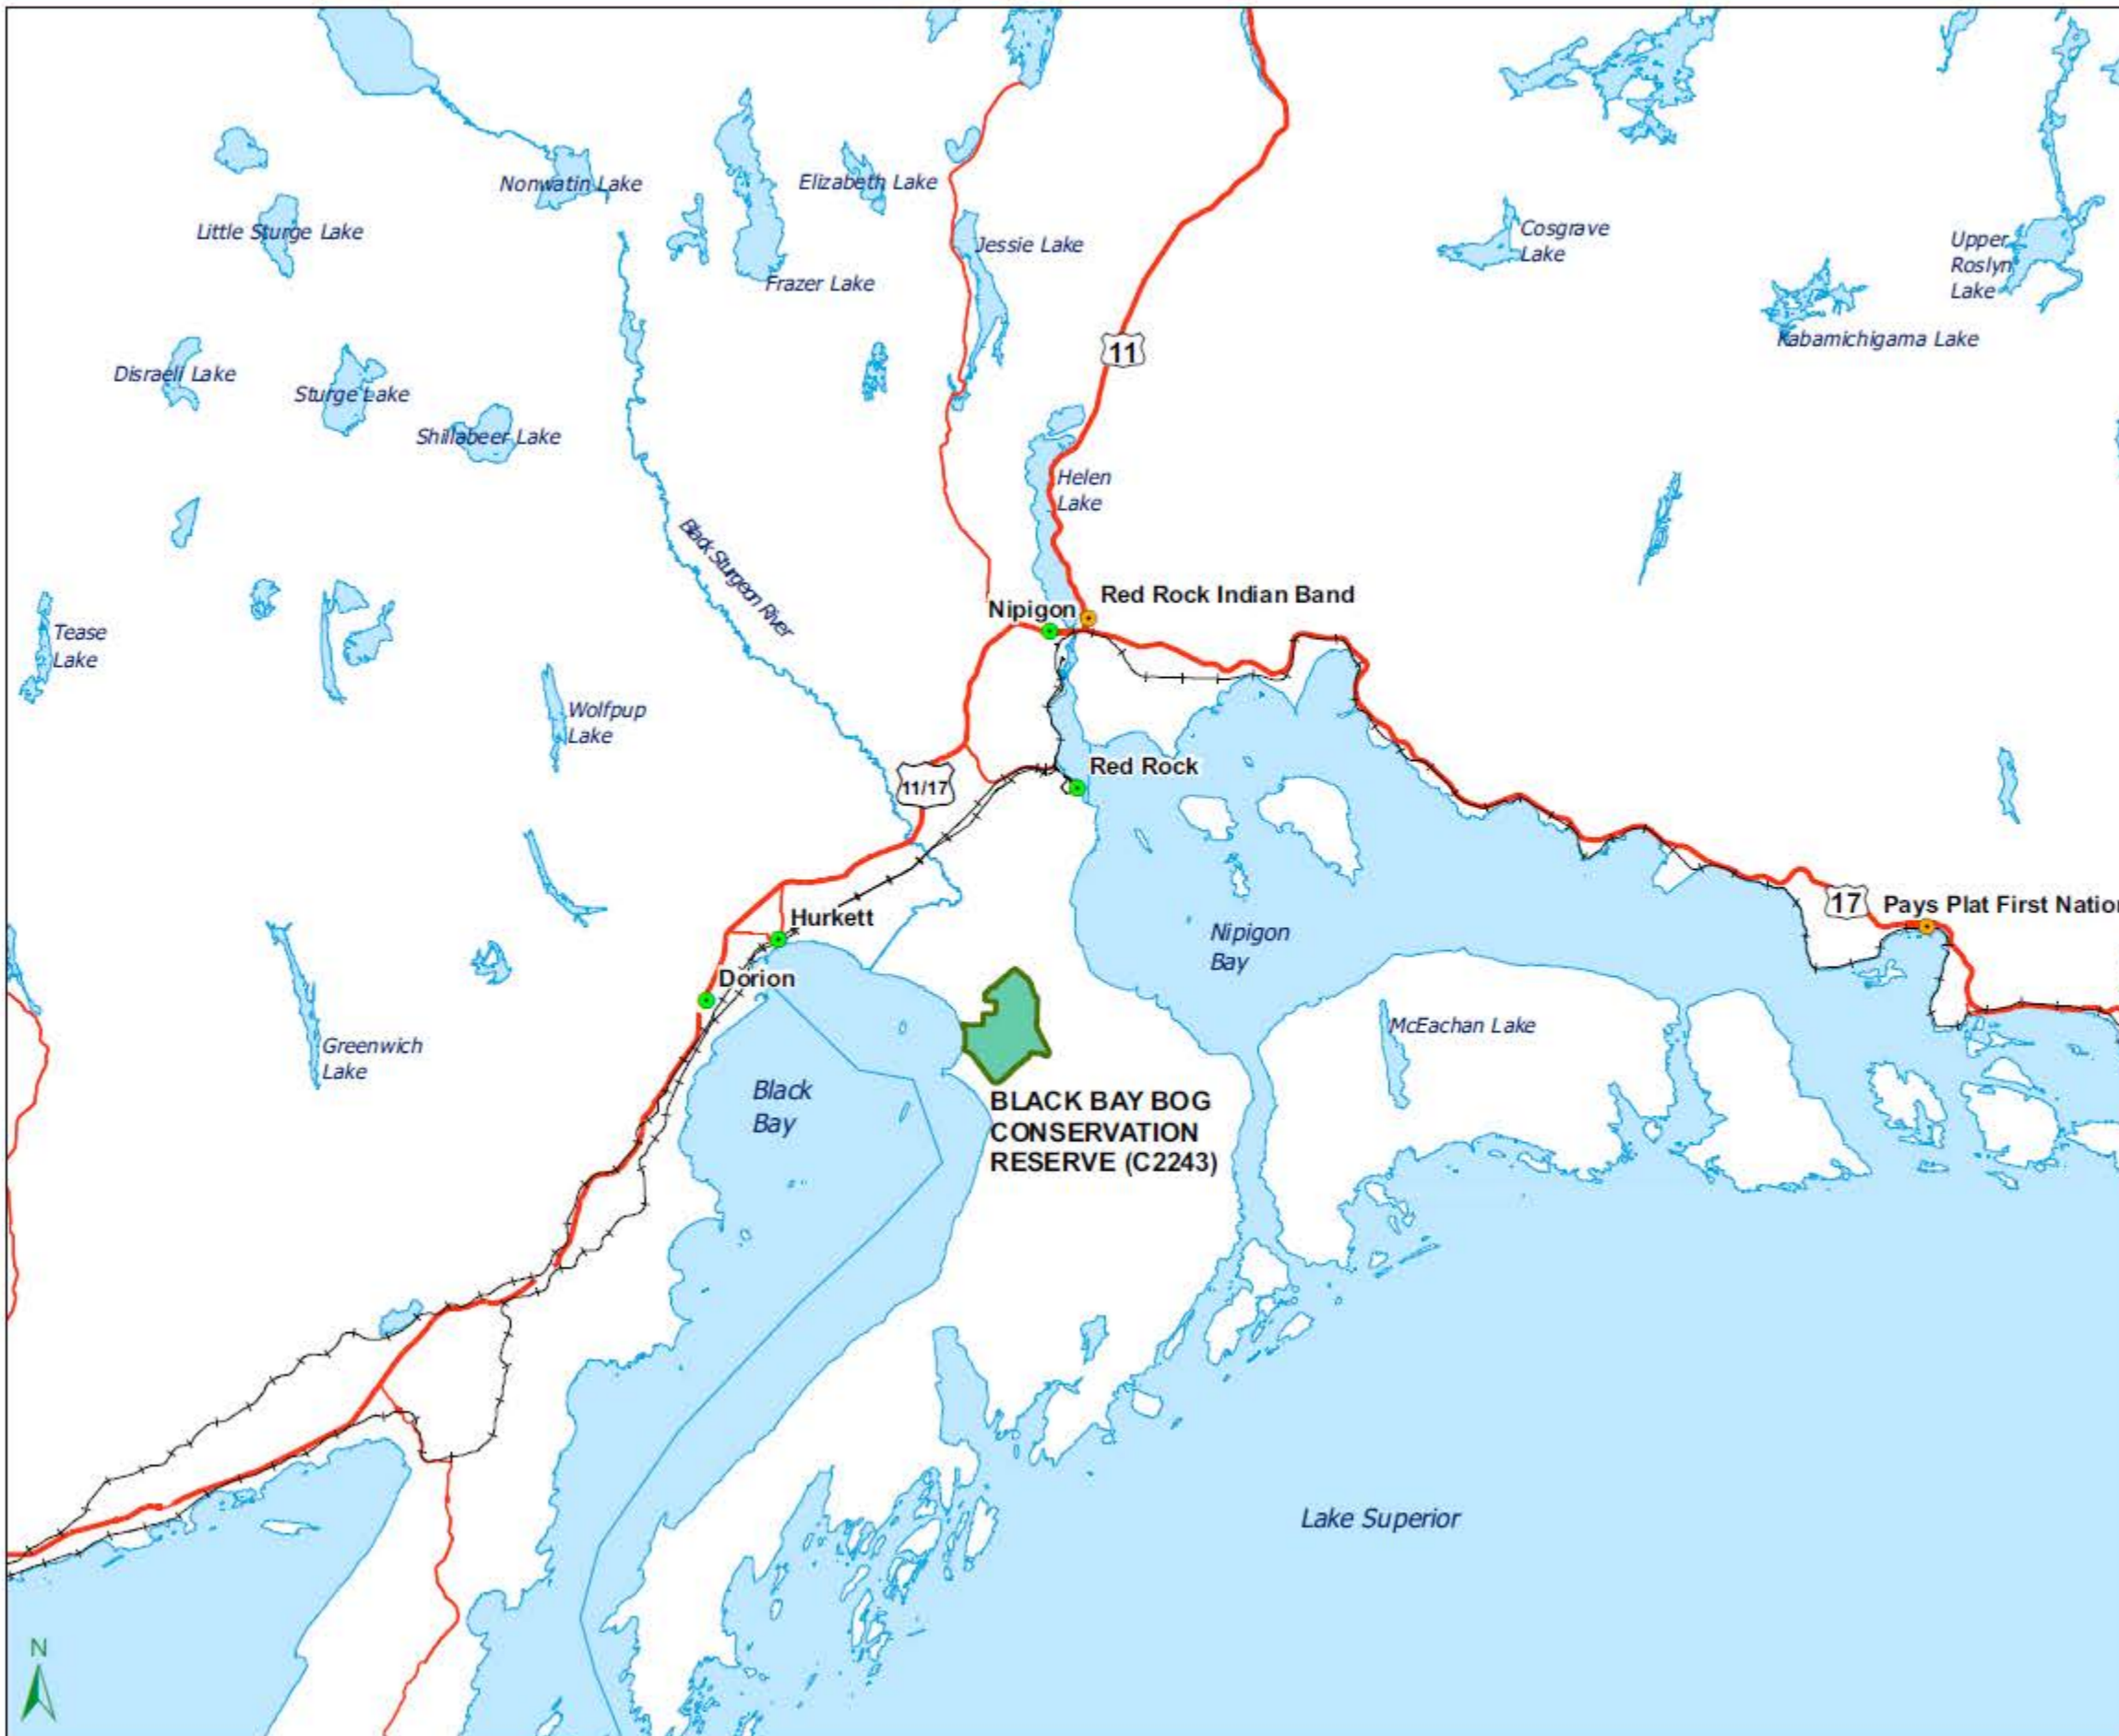 Nonwatin Lake
Elizabeth Lake
Little Sturge Lake
Jessie Lake
Cosgrave
Lake
Upper
Roslyn
Lake
Frazer Lake
11
Kabamichigama Lake
Disraeli Lake
Sturge Lake
Shillabeer Lake
Helen
Lake
Black Sturgeon River
Red Rock Indian Band
Nipigon
Tease
Lake
Wolfpup
Lake
Red Rock
11/17
17
Pays Plat First Nation
Hurkett
Nipigon
Bay
Dorion
McEachan Lake
Greenwich
Lake
Black
Bay
BLACK BAY BOG
CONSERVATION
RESERVE (C2243)
Lake Superior
N